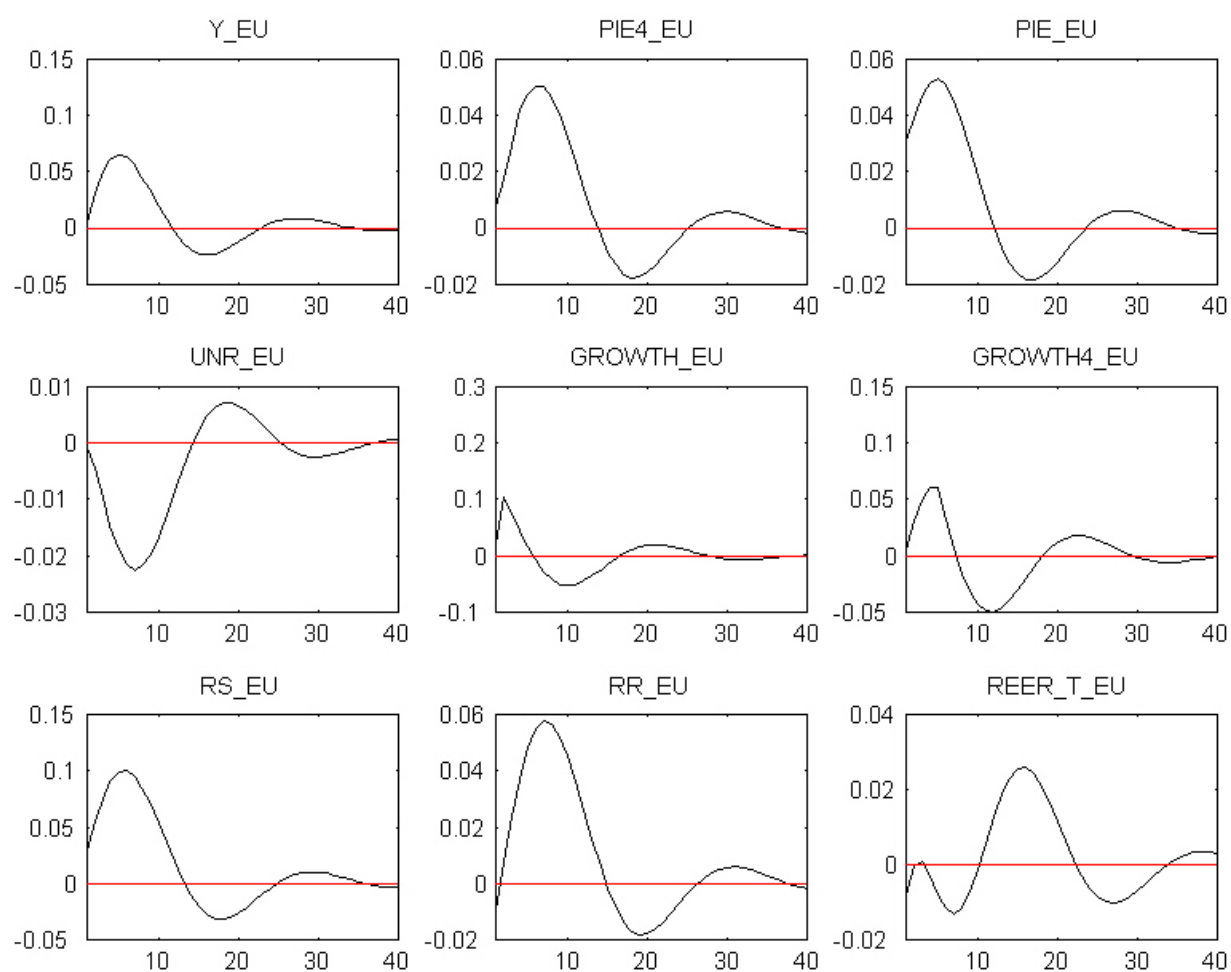 Y_EU PIE4_EU PIE_EU
0.15 0.06 0.06
0.1 0.04 0.04
0.05 0.02 0.02
0 0 0
-0.05 -0.02 -0.02
10 20 30 40 10 20 30 40 10 20 30 40
UNR_EU GROWTH_EU GROWTH4_EU
0.01 0.3 0.15
0 0.2 0.1
-0.01 0.1 0.05
-0.02 0 0
-0.03 -0.1 -0.05
10 20 30 40 10 20 30 40 10 20 30 40
RS_EU RR_EU REER_T_EU
0.15 0.06 0.04
0.1 0.04 0.02
0.05 0.02 0
0 0 -0.02
-0.05 -0.02
10 20 30 40 10 20 30 40 10 20 30 40